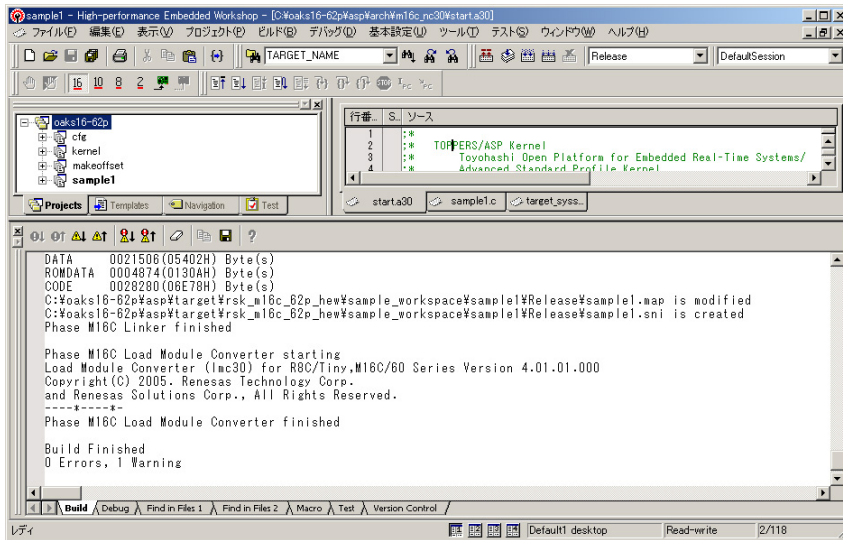 sample1 - High-performance Embedded Workshop - [C:¥oaks16-62p¥asp¥arch¥m16c_nc30¥start.a30]
ファイル(F) 編集(E) 表示(V) プロジェクト(P) ビルド(B) デバッグ(D) 基本設定(U) ツール(T) テスト(S) ウィンドウ(W) ヘルプ(H)
TARGET_NAME Release DefaultSession
16 10 8 2
oaks16-62p
cfg
kernel
makeoffset
sample1
Projects Templates Navigation Test
行番... S... ソース
1 ;*
2 ;* TOPPERS/ASP Kernel
3 ;* Toyohashi Open Platform for Embedded Real-Time Systems/
4 ;* Advanced Standard Profile Kernel
start.a30 sample1.c target_syss...
DATA 0021506(05402H) Byte(s)
ROMDATA 0004874(0130AH) Byte(s)
CODE 0028280(06E78H) Byte(s)
C:¥oaks16-62p¥asp¥target¥rsk_m16c_62p_hew¥sample_workspace¥sample1¥Release¥sample1.map is modified
C:¥oaks16-62p¥asp¥target¥rsk_m16c_62p_hew¥sample_workspace¥sample1¥Release¥sample1.sni is created
Phase M16C Linker finished
Phase M16C Load Module Converter starting
Load Module Converter (lmc30) for R8C/Tiny,M16C/60 Series Version 4.01.01.000
Copyright(C) 2005. Renesas Technology Corp.
and Renesas Solutions Corp., All Rights Reserved.
----*----*-
Phase M16C Load Module Converter finished
Build Finished
0 Errors, 1 Warning
Build Debug Find in Files 1 Find in Files 2 Macro Test Version Control
レディ Default1 desktop Read-write 2/118